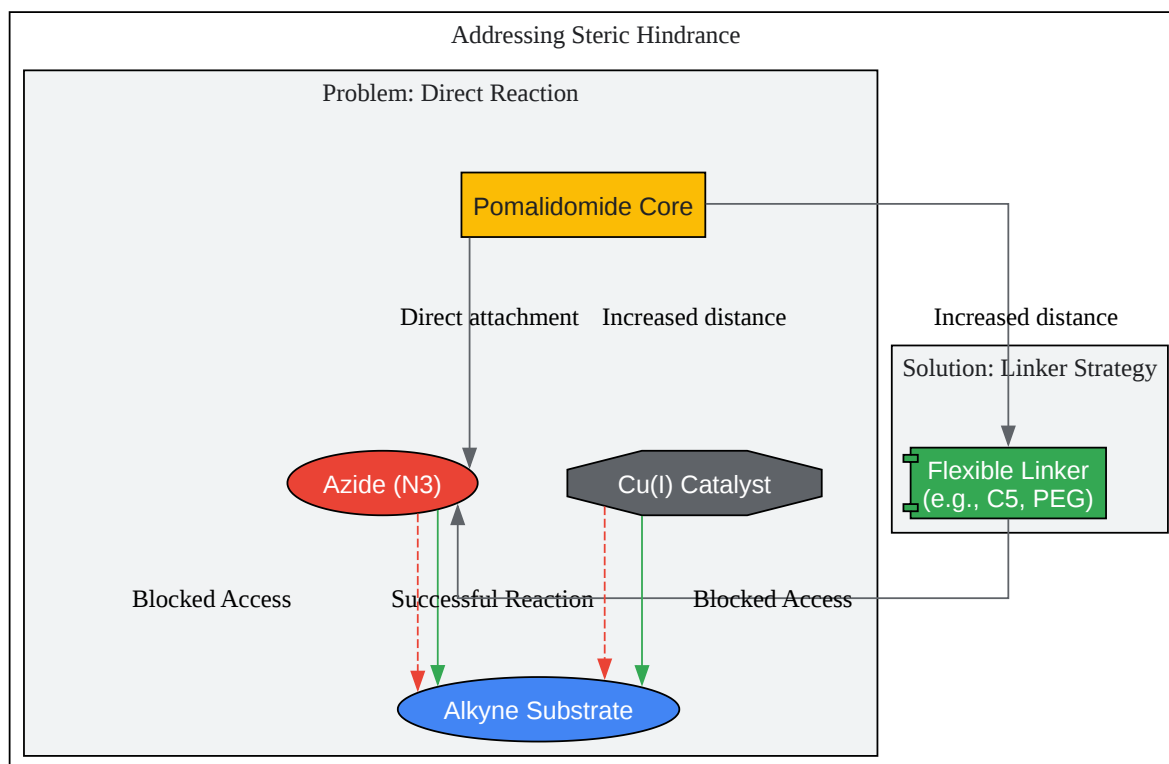 Addressing Steric Hindrance
Problem: Direct Reaction
Pomalidomide Core
Direct attachment
Increased distance
Increased distance
Solution: Linker Strategy
Flexible Linker
(e.g., C5, PEG)
Azide (N3)
Cu(I) Catalyst
Blocked Access
Successful Reaction
Blocked Access
Alkyne Substrate